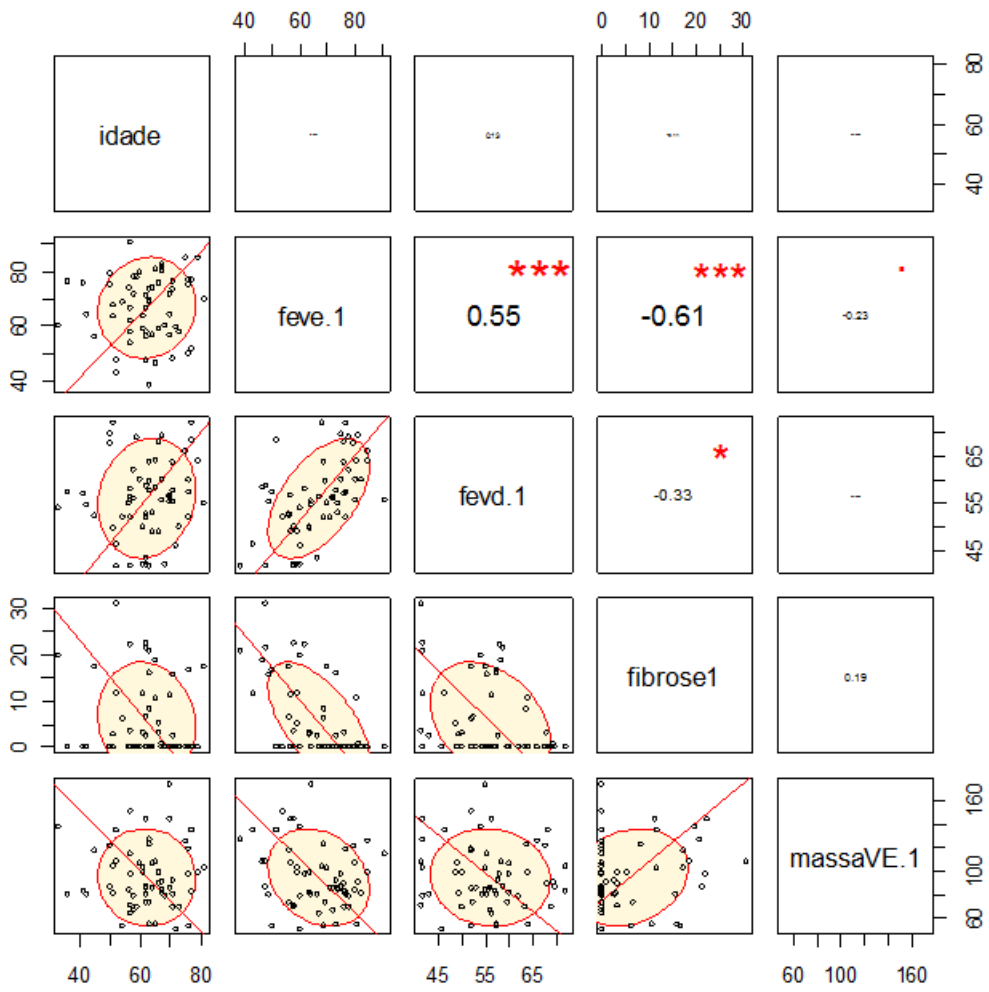 40 60 80 0 10 20 30
idade 0.13 80 60 40
80 60 40 feve.1 0.55 *** -0.61 *** -0.23 .
fevd.1 -0.33 * 65 55 45
30 20 10 0 fibrose1 0.19
massaVE.1 160 100 60
40 60 80 45 55 65 60 100 160